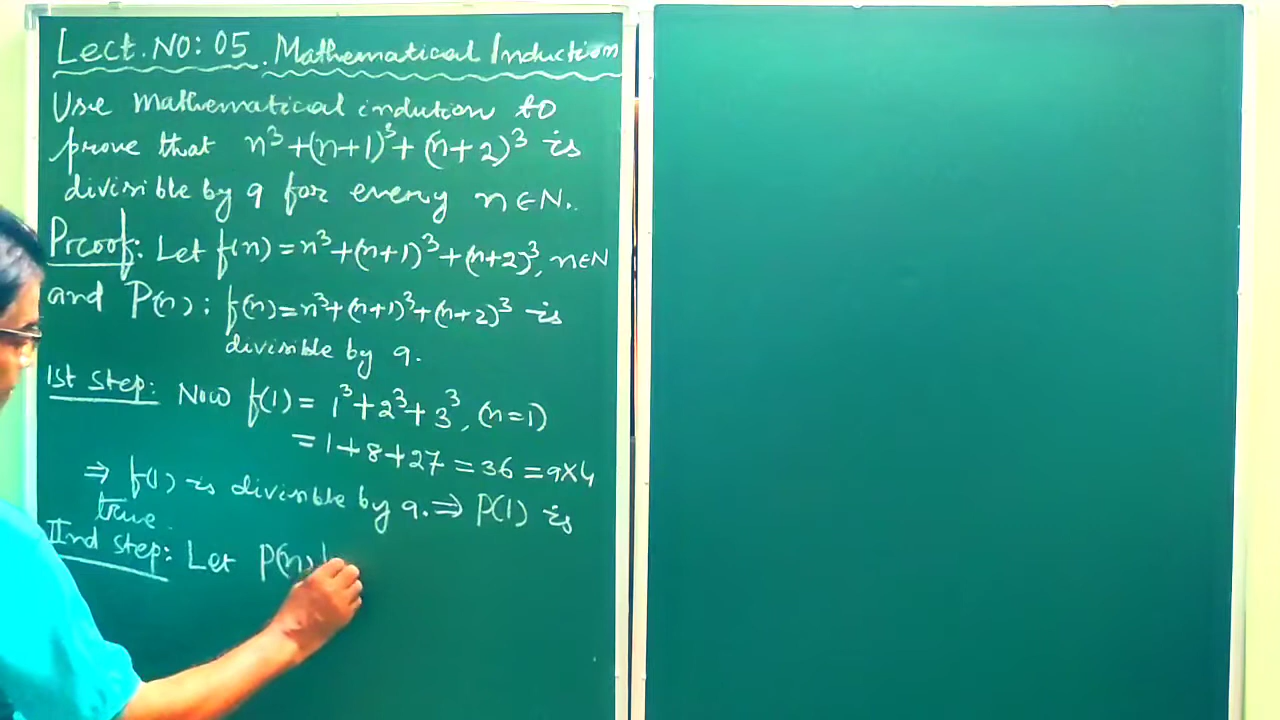 Lect. NO: 05. Mathematical Induction
Use mathematical indution to
prove that n³+(n+1)³+(n+2)³ is
divisible by 9 for every n∈N.
Proof: Let f(n)=n³+(n+1)³+(n+2)³, n∈N
and P(n): f(n)=n³+(n+1)³+(n+2)³ is
divisible by 9.
1st step: Now f(1) = 1³+2³+3³, (n=1)
=1+8+27=36=9×4
⇒ f(1) is divisible by 9.⇒ P(1) is
true.
IInd step: Let P(n)